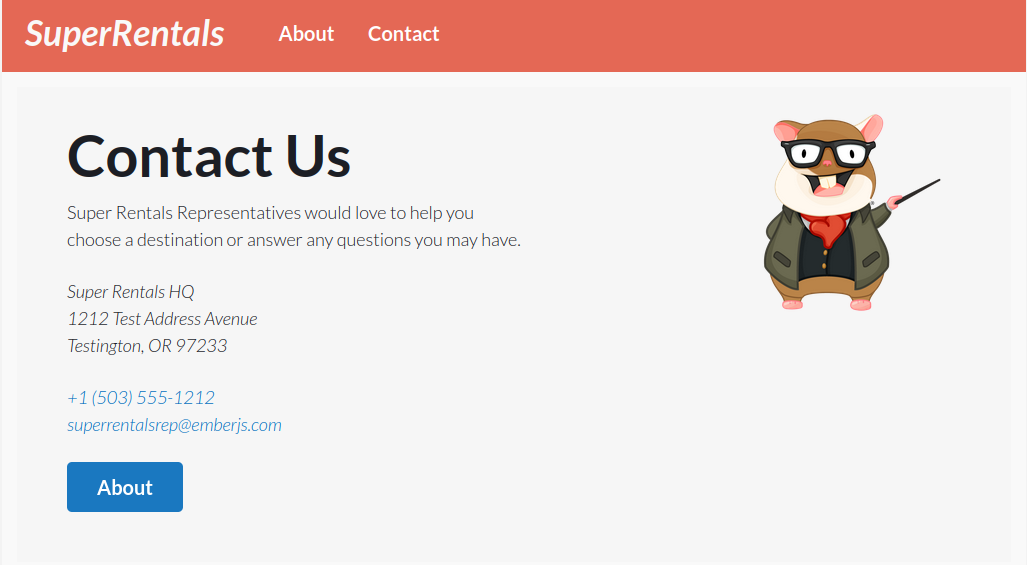 SuperRentals About Contact
Contact Us
Super Rentals Representatives would love to help you
choose a destination or answer any questions you may have.
Super Rentals HQ
1212 Test Address Avenue
Testington, OR 97233
+1 (503) 555-1212
superrentalsrep@emberjs.com
About